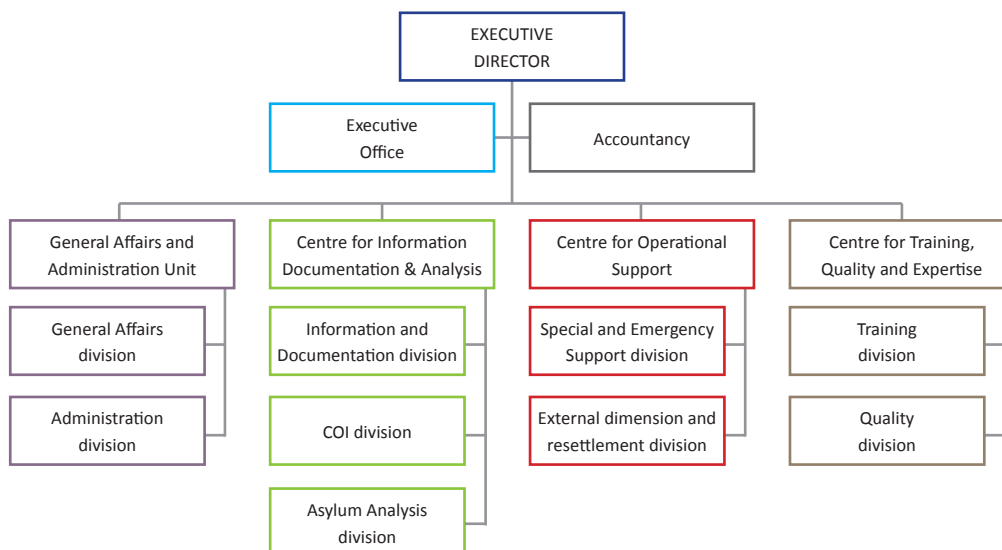 EXECUTIVE
DIRECTOR
Executive
Office
Accountancy
General Affairs and
Administration Unit
Centre for Information
Documentation & Analysis
Centre for Operational
Support
Centre for Training,
Quality and Expertise
General Affairs
division
Information and
Documentation division
Special and Emergency
Support division
Training
division
Administration
division
COI division
External dimension and
resettlement division
Quality
division
Asylum Analysis
division